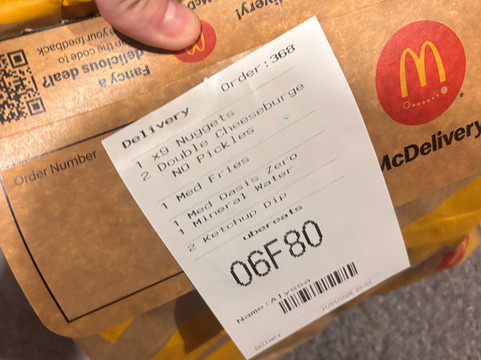 Fancy a
delicious deal?
n the code to
your feedback
very!
Order Number
McDelivery
Delivery
Order:368
1 x9 Nuggets
2 Double Cheeseburge
NO Pickles
1 Med Fries
1 Med Oasis Zero
1 Mineral Water
2 Ketchup Dip
ubereats
06F80
Name:Alyssa
Delivery